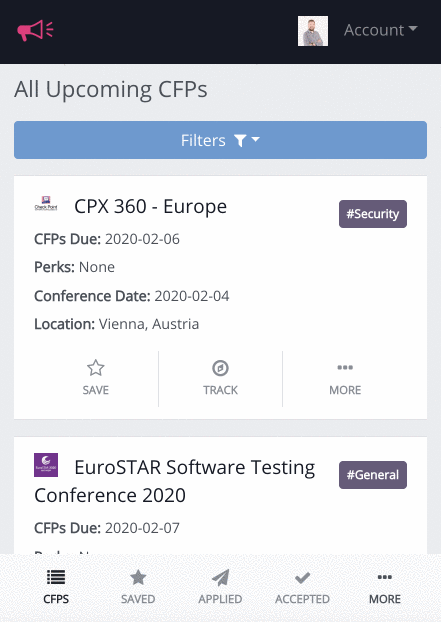 Account
All Upcoming CFPs
Filters
CPX 360 - Europe
#Security
Check Point
CFPs Due: 2020-02-06
Perks: None
Conference Date: 2020-02-04
Location: Vienna, Austria
SAVE TRACK MORE
EuroSTAR Software Testing
Conference 2020
#General
CFPs Due: 2020-02-07
CFPS SAVED APPLIED ACCEPTED MORE